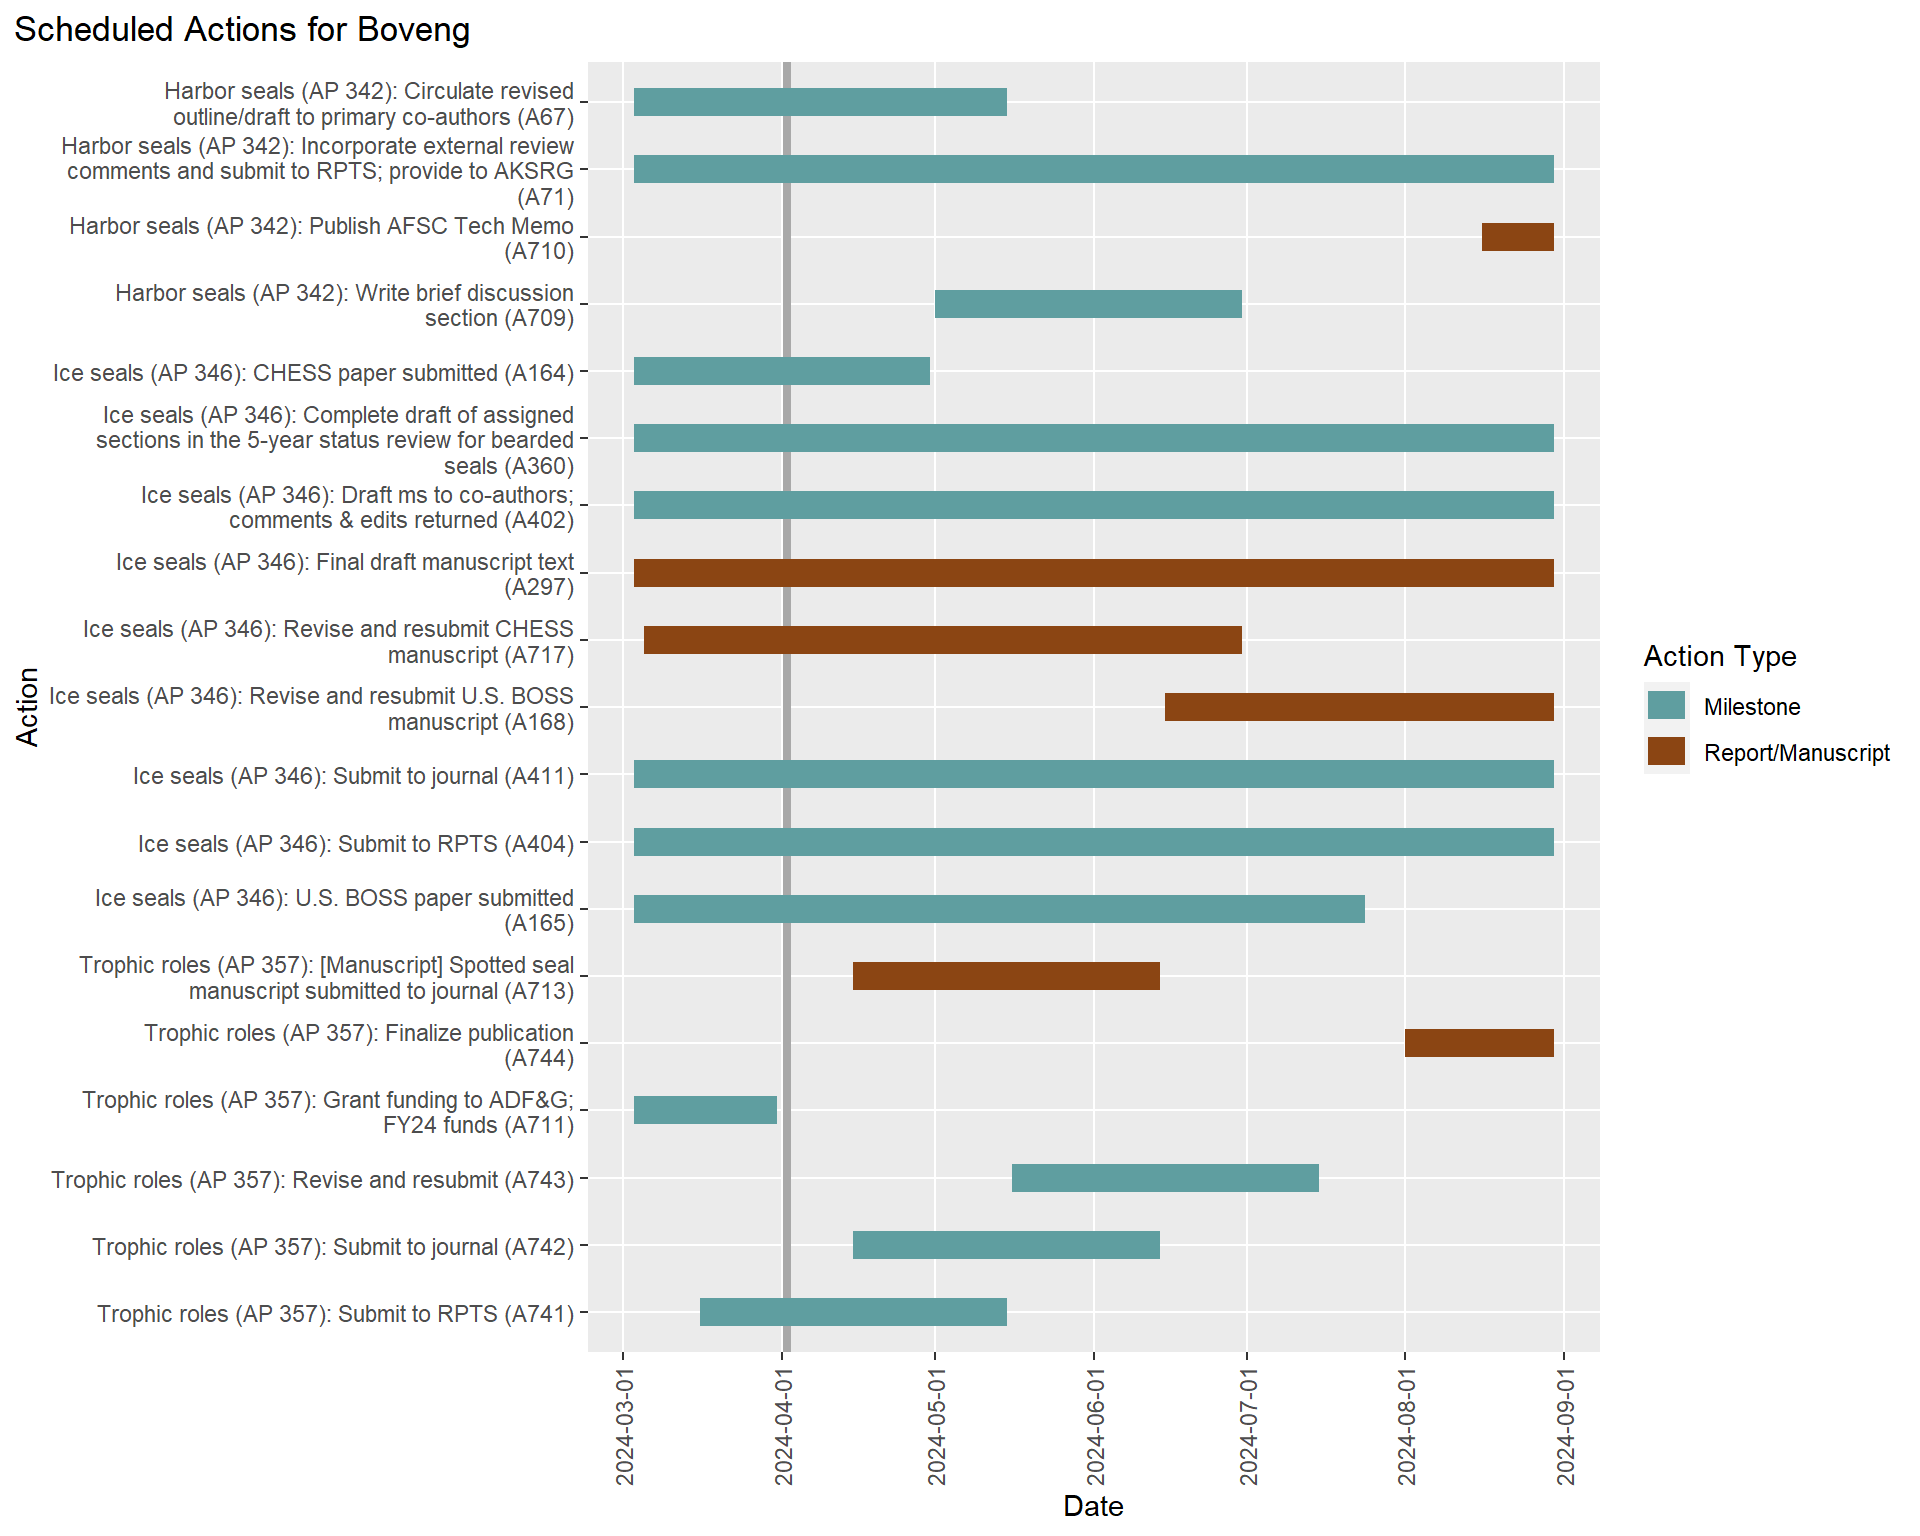 Scheduled Actions for Boveng
Harbor seals (AP 342): Circulate revised
outline/draft to primary co-authors (A67)
Harbor seals (AP 342): Incorporate external review
comments and submit to RPTS; provide to AKSRG
(A71)
Harbor seals (AP 342): Publish AFSC Tech Memo
(A710)
Harbor seals (AP 342): Write brief discussion
section (A709)
Ice seals (AP 346): CHESS paper submitted (A164)
Ice seals (AP 346): Complete draft of assigned
sections in the 5-year status review for bearded
seals (A360)
Ice seals (AP 346): Draft ms to co-authors;
comments & edits returned (A402)
Ice seals (AP 346): Final draft manuscript text
(A297)
Ice seals (AP 346): Revise and resubmit CHESS
manuscript (A717)
Ice seals (AP 346): Revise and resubmit U.S. BOSS
manuscript (A168)
Ice seals (AP 346): Submit to journal (A411)
Ice seals (AP 346): Submit to RPTS (A404)
Ice seals (AP 346): U.S. BOSS paper submitted
(A165)
Trophic roles (AP 357): [Manuscript] Spotted seal
manuscript submitted to journal (A713)
Trophic roles (AP 357): Finalize publication
(A744)
Trophic roles (AP 357): Grant funding to ADF&G;
FY24 funds (A711)
Trophic roles (AP 357): Revise and resubmit (A743)
Trophic roles (AP 357): Submit to journal (A742)
Trophic roles (AP 357): Submit to RPTS (A741)
Action
2024-03-01
2024-04-01
2024-05-01
2024-06-01
2024-07-01
2024-08-01
2024-09-01
Date
Action Type
Milestone
Report/Manuscript